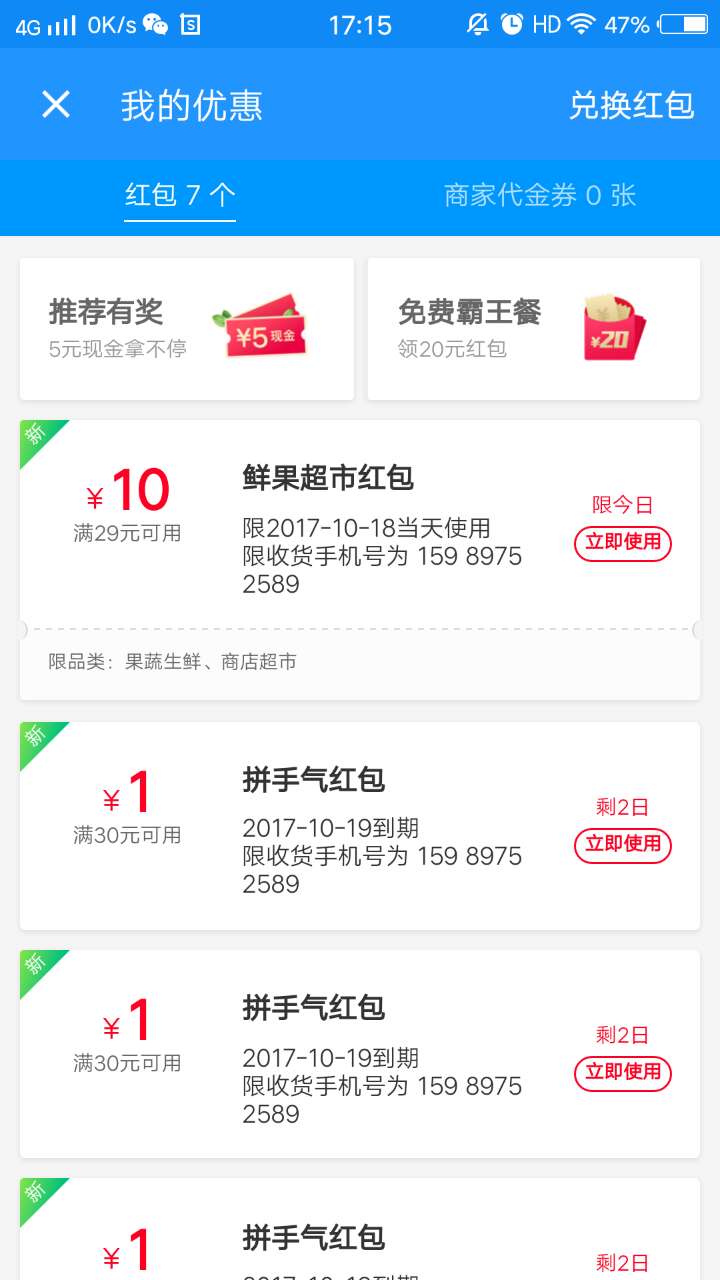 4G 0K/s 17:15 HD 47%
我的优惠 兑换红包
红包 7 个 商家代金券 0 张
推荐有奖
5元现金拿不停
¥5现金
免费霸王餐
领20元红包
¥20
新
¥10
满29元可用
鲜果超市红包
限2017-10-18当天使用
限收货手机号为 159 8975
2589
限今日
立即使用
限品类：果蔬生鲜、商店超市
新
¥1
满30元可用
拼手气红包
2017-10-19到期
限收货手机号为 159 8975
2589
剩2日
立即使用
新
¥1
满30元可用
拼手气红包
2017-10-19到期
限收货手机号为 159 8975
2589
剩2日
立即使用
新
¥1
拼手气红包
剩2日